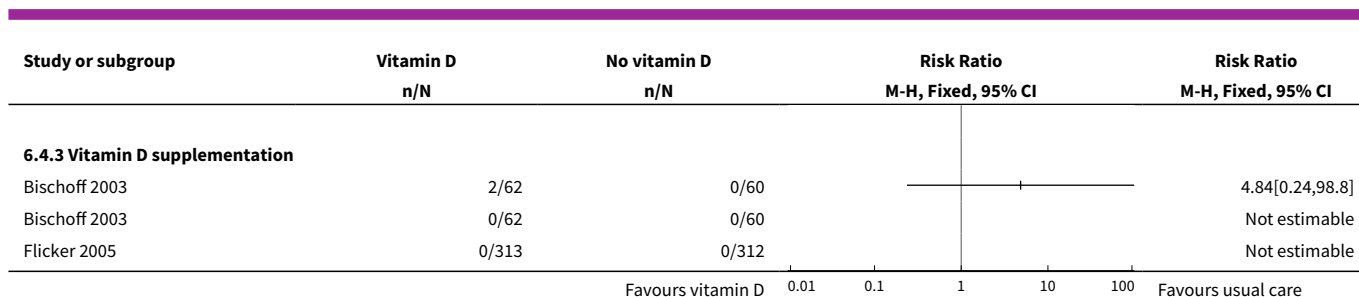 Study or subgroup Vitamin D No vitamin D Risk Ratio Risk Ratio
n/N n/N M-H, Fixed, 95% CI M-H, Fixed, 95% CI
6.4.3 Vitamin D supplementation
Bischoff 2003 2/62 0/60 4.84[0.24,98.8]
Bischoff 2003 0/62 0/60 Not estimable
Flicker 2005 0/313 0/312 Not estimable
Favours vitamin D 0.01 0.1 1 10 100 Favours usual care